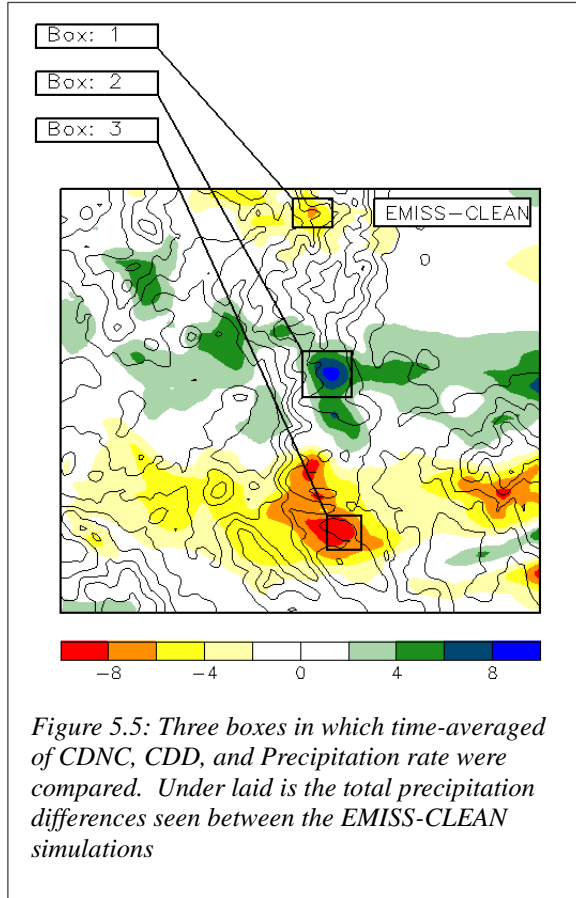 Box: 1
Box: 2
Box: 3
EMISS-CLEAN
-8 -4 0 4 8
Figure 5.5: Three boxes in which time-averaged
of CDNC, CDD, and Precipitation rate were
compared. Under laid is the total precipitation
differences seen between the EMISS-CLEAN
simulations